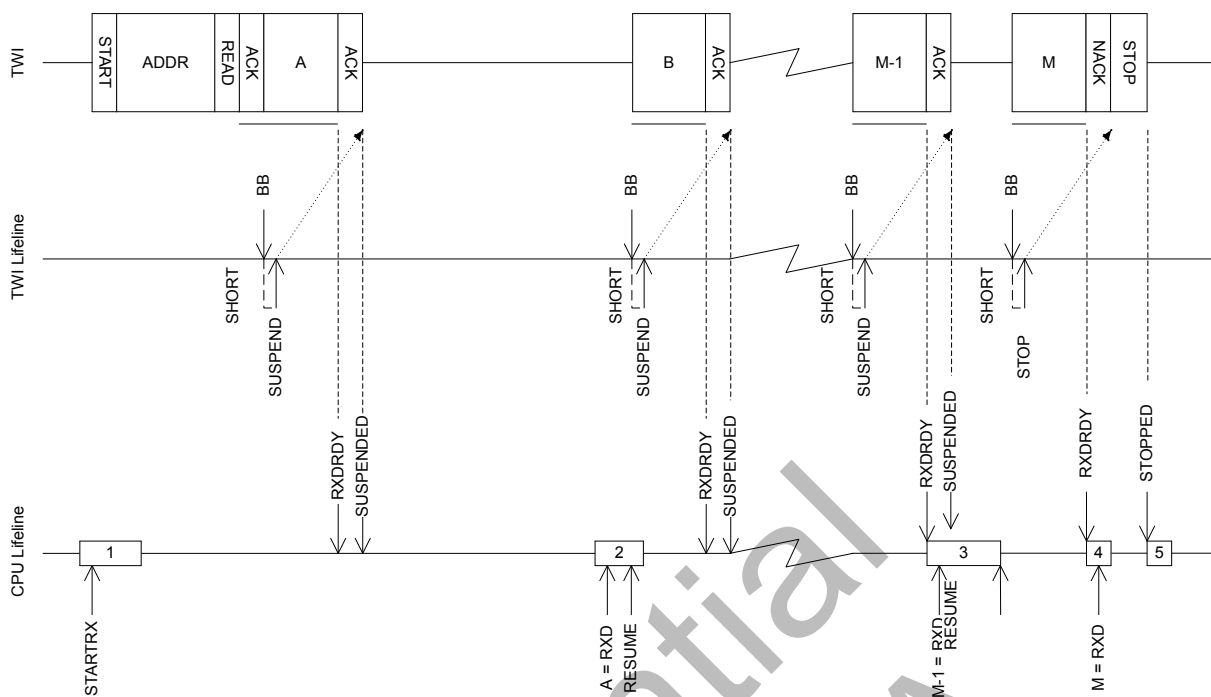 TWI
START
ADDR
READ
ACK
A
ACK
B
ACK
M-1
ACK
M
NACK
STOP
TWI Lifeline
BB
SHORT
SUSPEND
BB
SHORT
SUSPEND
BB
SHORT
SUSPEND
BB
SHORT
STOP
RXDRDY
SUSPENDED
RXDRDY
SUSPENDED
RXDRDY
SUSPENDED
RXDRDY
STOPPED
CPU Lifeline
1
2
3
4
5
STARTRX
A = RXD
RESUME
M-1 = RXD
RESUME
M = RXD